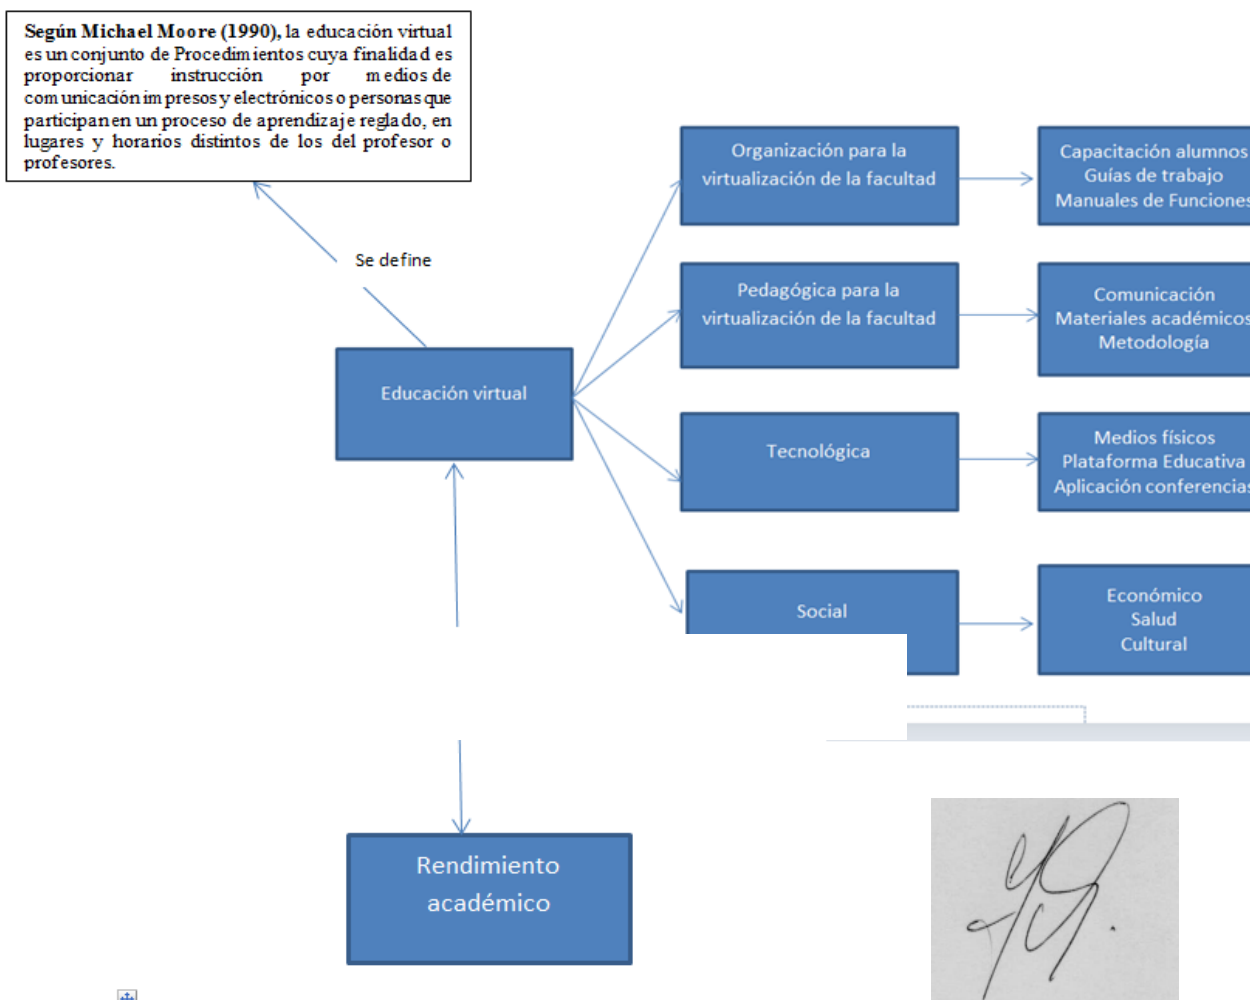 Según Michael Moore (1990), la educación virtual
es un conjunto de Procedimientos cuya finalidad es
proporcionar instrucción por medios de
comunicación impresos y electrónicos o personas que
participan en un proceso de aprendizaje reglado, en
lugares y horarios distintos de los del profesor o
profesores.
Se define
Educación virtual
Organización para la
virtualización de la facultad
Capacitación alumnos
Guías de trabajo
Manuales de Funciones
Pedagógica para la
virtualización de la facultad
Comunicación
Materiales académicos
Metodología
Tecnológica
Medios físicos
Plataforma Educativa
Aplicación conferencias
Social
Económico
Salud
Cultural
Rendimiento
académico